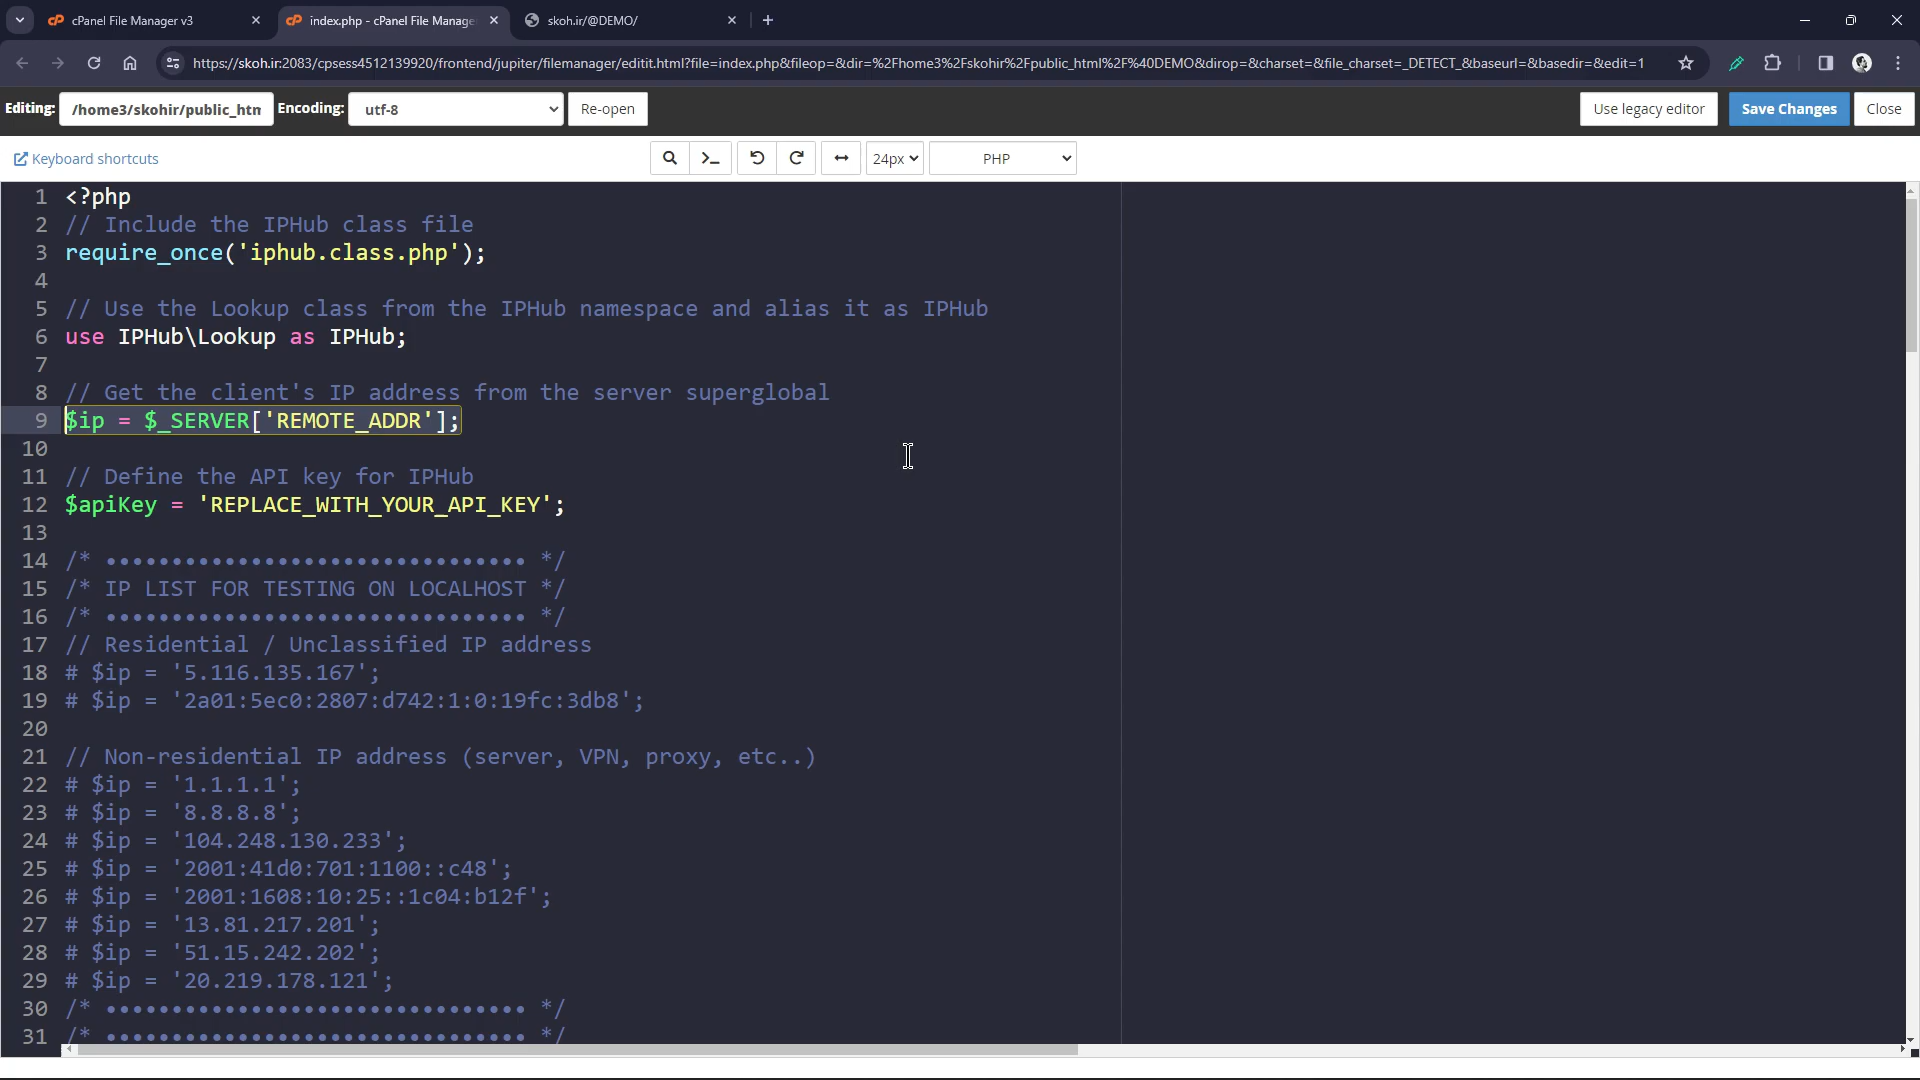 cPanel File Manager v3
index.php - cPanel File Manage
skoh.ir/@DEMO/
https://skoh.ir:2083/cpsess4512139920/frontend/jupiter/filemanager/editit.html?file=index.php&fileop=&dir=%2Fhome3%2Fskohir%2Fpublic_html%2F%40DEMO&dirop=&charset=&file_charset=_DETECT_&baseurl=&basedir=&edit=1
Editing: /home3/skohir/public_htm Encoding: utf-8 Re-open Use legacy editor Save Changes Close
Keyboard shortcuts 24px PHP
1 <?php
2 // Include the IPHub class file
3 require_once('iphub.class.php');
4
5 // Use the Lookup class from the IPHub namespace and alias it as IPHub
6 use IPHub\Lookup as IPHub;
7
8 // Get the client's IP address from the server superglobal
9 $ip = $_SERVER['REMOTE_ADDR'];
10
11 // Define the API key for IPHub
12 $apiKey = 'REPLACE_WITH_YOUR_API_KEY';
13
14 /* •••••••••••••••••••••••••••••••• */
15 /* IP LIST FOR TESTING ON LOCALHOST */
16 /* •••••••••••••••••••••••••••••••• */
17 // Residential / Unclassified IP address
18 # $ip = '5.116.135.167';
19 # $ip = '2a01:5ec0:2807:d742:1:0:19fc:3db8';
20
21 // Non-residential IP address (server, VPN, proxy, etc..)
22 # $ip = '1.1.1.1';
23 # $ip = '8.8.8.8';
24 # $ip = '104.248.130.233';
25 # $ip = '2001:41d0:701:1100::c48';
26 # $ip = '2001:1608:10:25::1c04:b12f';
27 # $ip = '13.81.217.201';
28 # $ip = '51.15.242.202';
29 # $ip = '20.219.178.121';
30 /* •••••••••••••••••••••••••••••••• */
31 /* •••••••••••••••••••••••••••••••• */